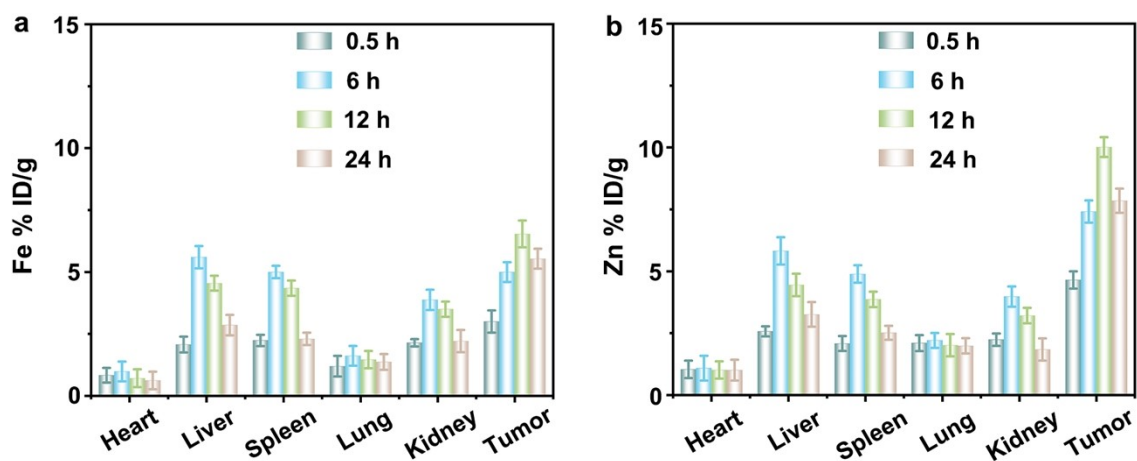 a
15
10
5
0
Fe % ID/g
0.5 h
6 h
12 h
24 h
Heart
Liver
Spleen
Lung
Kidney
Tumor
b
15
10
5
0
Zn % ID/g
0.5 h
6 h
12 h
24 h
Heart
Liver
Spleen
Lung
Kidney
Tumor